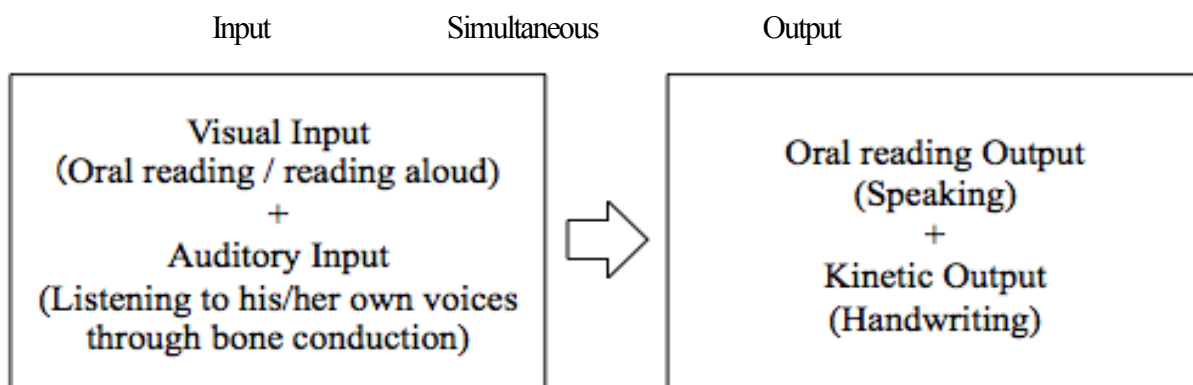 Input Simultaneous Output
Visual Input
(Oral reading / reading aloud)
+
Auditory Input
(Listening to his/her own voices
through bone conduction)
Oral reading Output
(Speaking)
+
Kinetic Output
(Handwriting)